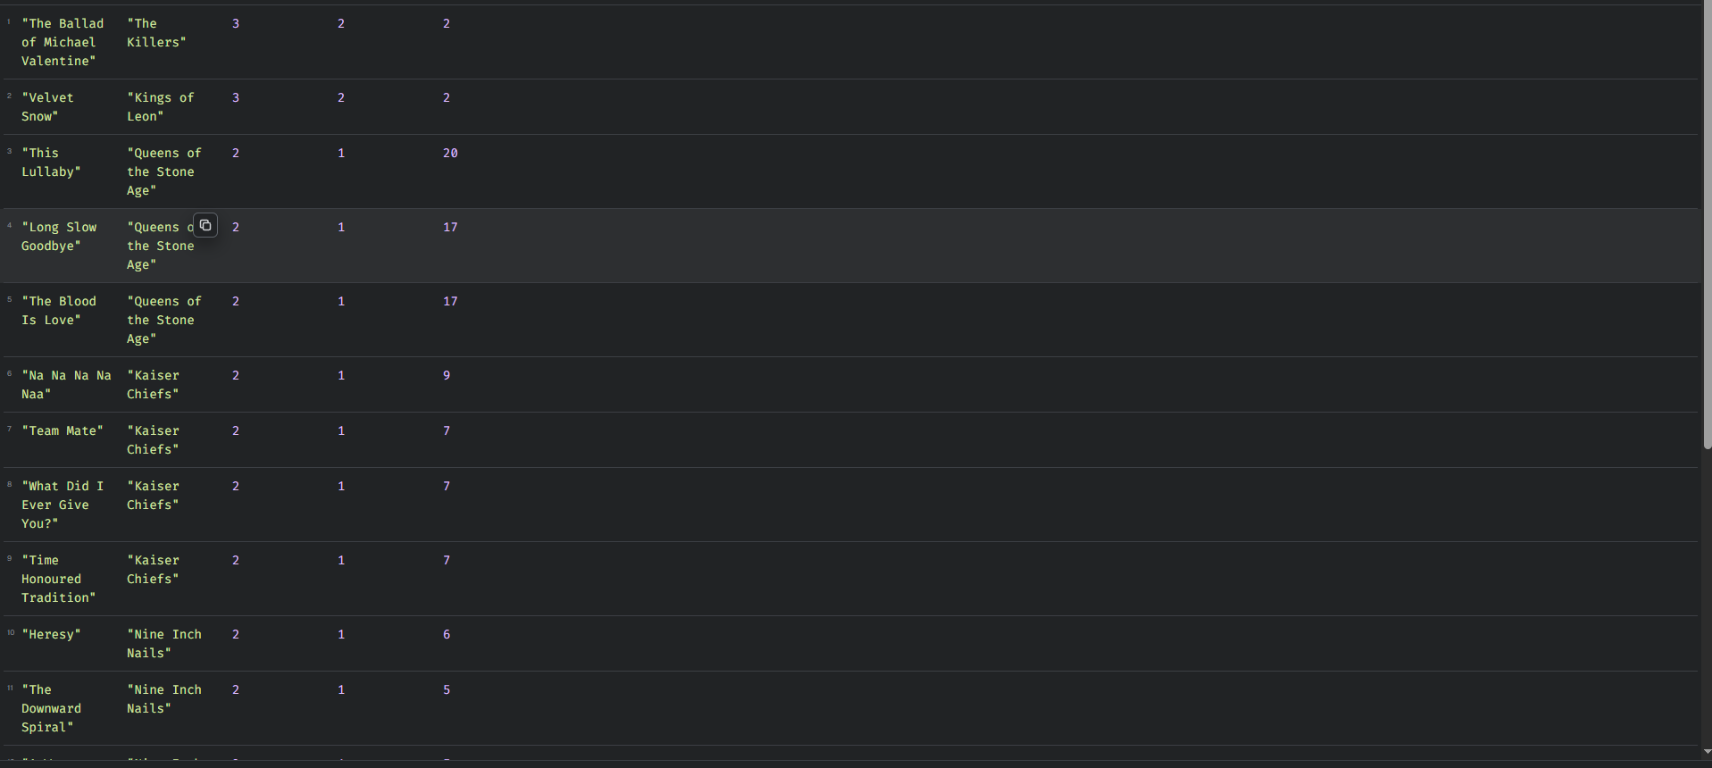 1 "The Ballad of Michael Valentine" "The Killers" 3 2 2
2 "Velvet Snow" "Kings of Leon" 3 2 2
3 "This Lullaby" "Queens of the Stone Age" 2 1 20
4 "Long Slow Goodbye" "Queens the Stone Age" 2 1 17
5 "The Blood Is Love" "Queens of the Stone Age" 2 1 17
6 "Na Na Na Na Naa" "Kaiser Chiefs" 2 1 9
7 "Team Mate" "Kaiser Chiefs" 2 1 7
8 "What Did I Ever Give You?" "Kaiser Chiefs" 2 1 7
9 "Time Honoured Tradition" "Kaiser Chiefs" 2 1 7
10 "Heresy" "Nine Inch Nails" 2 1 6
11 "The Downward Spiral" "Nine Inch Nails" 2 1 5